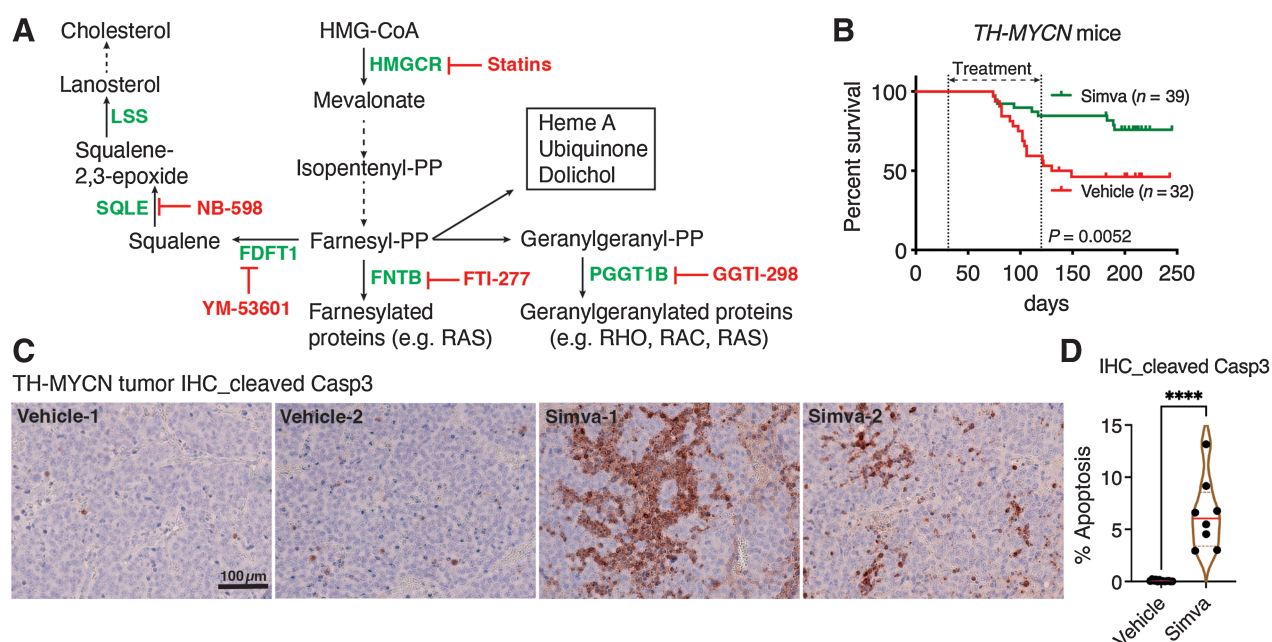 A
Cholesterol
Lanosterol
LSS
Squalene-
2,3-epoxide
SQLE
NB-598
Squalene
FDFT1
YM-53601
HMG-CoA
HMGCR
Statins
Mevalonate
Isopentenyl-PP
Farnesyl-PP
FNTB
FTI-277
Farnesylated
proteins (e.g. RAS)
Heme A
Ubiquinone
Dolichol
Geranylgeranyl-PP
PGGT1B
GGTI-298
Geranylgeranylated proteins
(e.g. RHO, RAC, RAS)
B
TH-MYCN mice
Treatment
Percent survival
100
50
0
Simva (n = 39)
Vehicle (n = 32)
P = 0.0052
0 50 100 150 200 250
days
C
TH-MYCN tumor IHC_cleaved Casp3
Vehicle-1
100 µm
Vehicle-2
Simva-1
Simva-2
D
IHC_cleaved Casp3
****
% Apoptosis
15
10
5
0
Vehicle
Simva